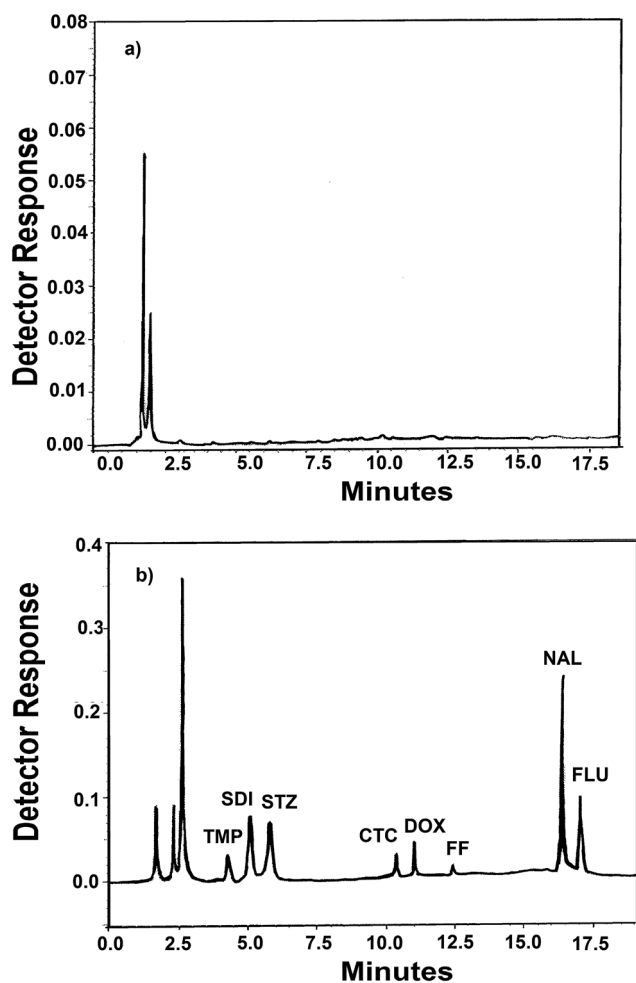 a)
0.08
0.07
0.06
0.05
0.04
0.03
0.02
0.01
0.00
Detector Response
0.0 2.5 5.0 7.5 10.0 12.5 15.0 17.5
Minutes
b)
0.4
0.3
0.2
0.1
0.0
Detector Response
NAL
FLU
SDI STZ
TMP
CTC DOX
FF
0.0 2.5 5.0 7.5 10.0 12.5 15.0 17.5
Minutes